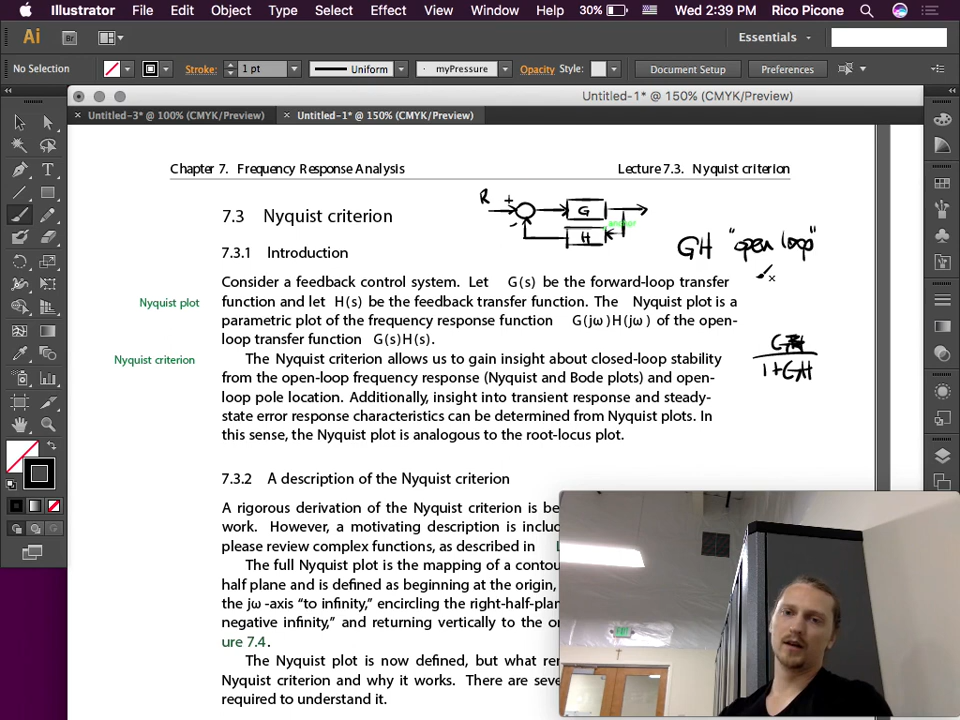 Illustrator File Edit Object Type Select Effect View Window Help 30% Wed 2:39 PM Rico Picone
Ai Br Essentials
No Selection Stroke: 1 pt Uniform myPressure Opacity Style: Document Setup Preferences
Untitled-1* @ 150% (CMYK/Preview)
× Untitled-3* @ 100% (CMYK/Preview) × Untitled-1* @ 150% (CMYK/Preview)
Chapter 7. Frequency Response Analysis Lecture 7.3. Nyquist criterion
R + G
- H
anchor
7.3 Nyquist criterion
GH "open loop"
7.3.1 Introduction
Consider a feedback control system. Let G(s) be the forward-loop transfer
Nyquist plot function and let H(s) be the feedback transfer function. The Nyquist plot is a
parametric plot of the frequency response function G(jω)H(jω) of the open-
loop transfer function G(s)H(s).
Nyquist criterion The Nyquist criterion allows us to gain insight about closed-loop stability
from the open-loop frequency response (Nyquist and Bode plots) and open-
loop pole location. Additionally, insight into transient response and steady-
state error response characteristics can be determined from Nyquist plots. In
this sense, the Nyquist plot is analogous to the root-locus plot.
G
1+GH
7.3.2 A description of the Nyquist criterion
A rigorous derivation of the Nyquist criterion is be
work. However, a motivating description is includ
please review complex functions, as described in
The full Nyquist plot is the mapping of a contou
half plane and is defined as beginning at the origin,
the jω-axis "to infinity," encircling the right-half-plan
negative infinity," and returning vertically to the or
ure 7.4.
The Nyquist plot is now defined, but what rem
Nyquist criterion and why it works. There are seve
required to understand it.
EXIT